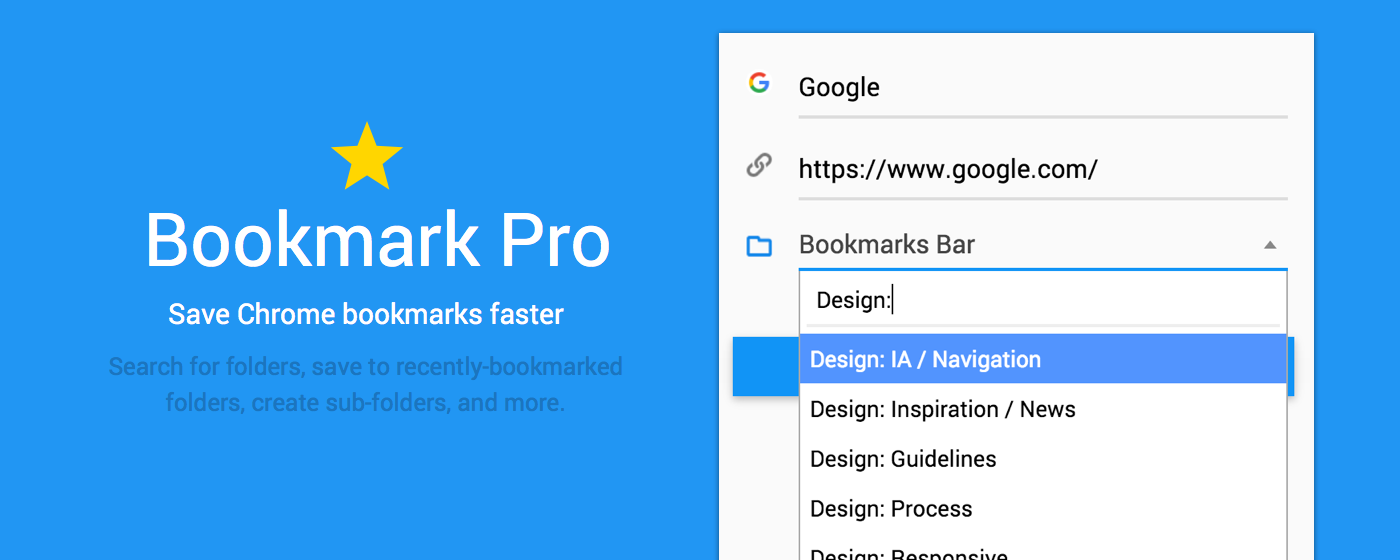 Bookmark Pro
Save Chrome bookmarks faster
Search for folders, save to recently-bookmarked
folders, create sub-folders, and more.
Google
https://www.google.com/
Bookmarks Bar
Design:
Design: IA / Navigation
Design: Inspiration / News
Design: Guidelines
Design: Process
Design: Responsive